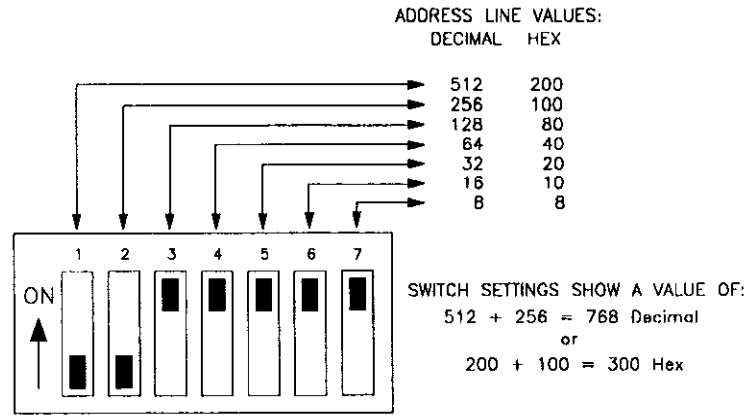 ADDRESS LINE VALUES:
DECIMAL HEX
512 200
256 100
128 80
64 40
32 20
16 10
8 8
1 2 3 4 5 6 7
ON
SWITCH SETTINGS SHOW A VALUE OF:
512 + 256 = 768 Decimal
or
200 + 100 = 300 Hex